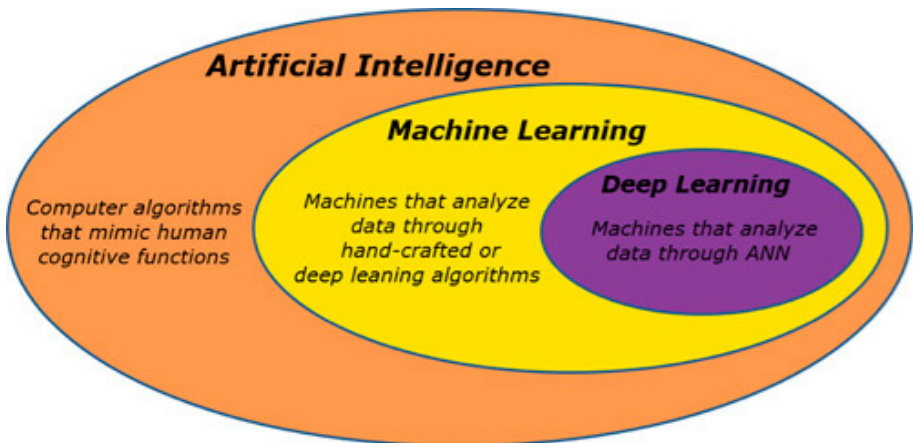 Artificial Intelligence
Computer algorithms
that mimic human
cognitive functions
Machine Learning
Machines that analyze
data through
hand-crafted or
deep leaning algorithms
Deep Learning
Machines that analyze
data through ANN